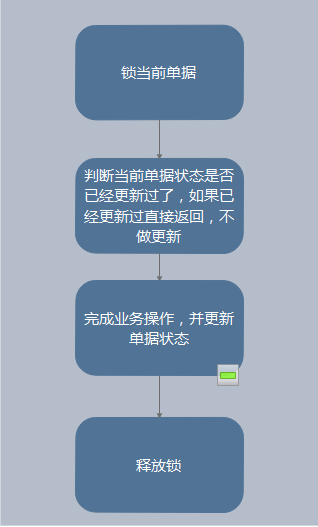 锁当前单据
判断当前单据状态是否
已经更新过了，如果已
经更新过直接返回，不
做更新
完成业务操作，并更新
单据状态
释放锁